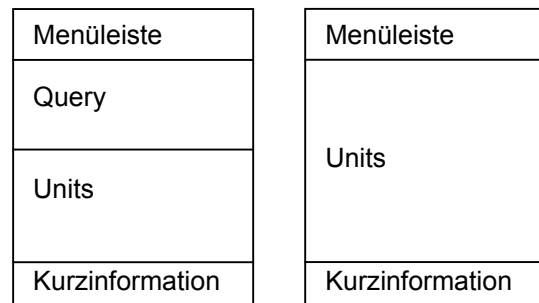 Menüleiste
Query
Units
Kurzinformation
Menüleiste
Units
Kurzinformation